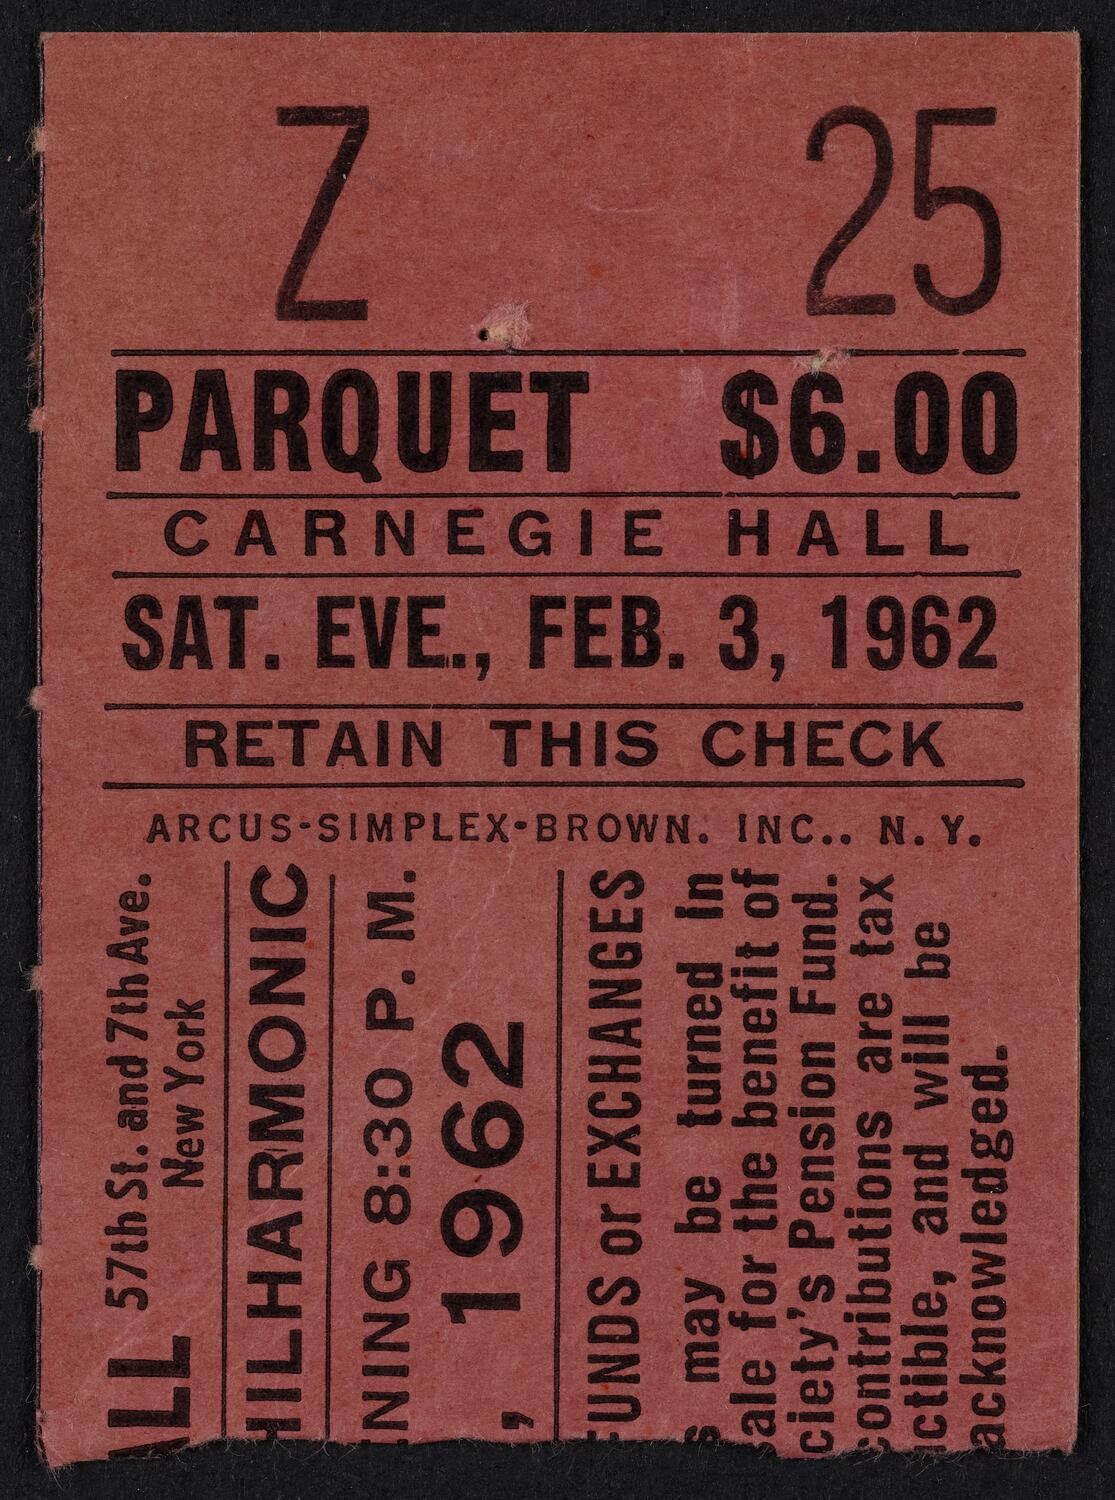 Z 25
PARQUET $6.00
CARNEGIE HALL
SAT. EVE., FEB. 3, 1962
RETAIN THIS CHECK
ARCUS-SIMPLEX-BROWN. INC.. N.Y.
ALL 57th St. and 7th Ave.
New York
HILHARMONIC
NING 8:30 P. M.
, 1962
FUNDS or EXCHANGES
s may be turned in
ale for the benefit of
ciety's Pension Fund.
contributions are tax
ctible, and will be
acknowledged.